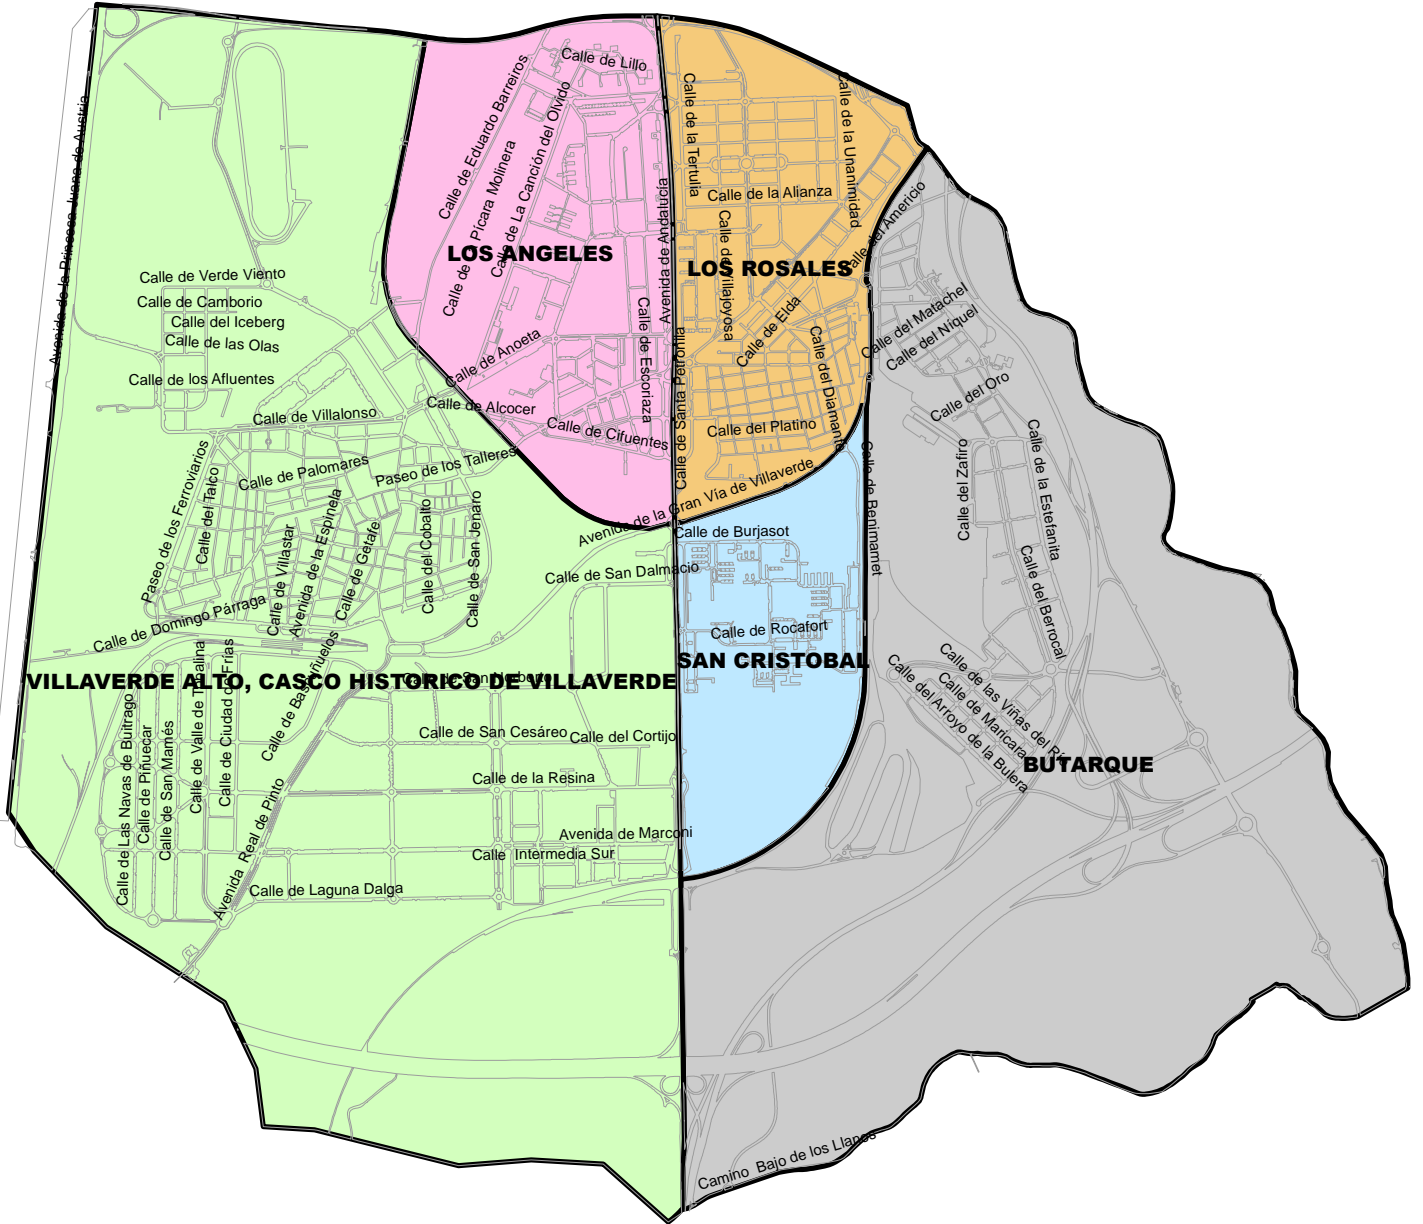 Calle de Lillo
Calle de Eduardo Barreiros
Calle de La Canción del Olvido
Calle de Pícara Molinera
Calle de la Tertulia
Calle de la Unanimidad
Avenida de la Princesa Juana de Austria
Calle de la Alianza
Avenida de Andalucía
Calle del Americio
LOS ANGELES
LOS ROSALES
Calle de Villajoyosa
Calle de Verde Viento
Calle de Camborio
Calle del Iceberg
Calle de las Olas
Calle de Elda
Calle del Matachel
Calle del Níquel
Calle de Anoeta
Calle de Escoriaza
Calle de Santa Petronila
Calle del Diamante
Calle de los Afluentes
Calle del Oro
Calle de Villalonso
Calle de Alcocer
Calle de Cifuentes
Calle del Platino
Calle de Palomares
Paseo de los Talleres
Avenida de la Gran Vía de Villaverde
Paseo de los Ferroviarios
Calle del Talco
Calle de Villastar
Avenida de la Espinela
Calle de Getafe
Calle del Cobalto
Calle de San Jenaro
Calle de Benimamet
Calle del Zafiro
Calle de la Estefanita
Calle de Burjasot
Calle de San Dalmacio
Calle del Berrocal
Calle de Domingo Párraga
Calle de Rocafort
SAN CRISTOBAL
VILLAVERDE ALTO, CASCO HISTÓRICO DE VILLAVERDE
Calle de San Norberto
Calle de Valle de Tobalina
Calle de Ciudad de Frías
Calle de Bascuñuelos
Calle de las Viñas del Río
Calle de Maricara
Calle del Arroyo de la Bulera
BUTARQUE
Calle de San Cesáreo
Calle del Cortijo
Calle de Las Navas de Buitrago
Calle de Piñuecar
Calle de San Mamés
Calle de la Resina
Avenida Real de Pinto
Avenida de Marconi
Calle Intermedia Sur
Calle de Laguna Dalga
Camino Bajo de los Llanos